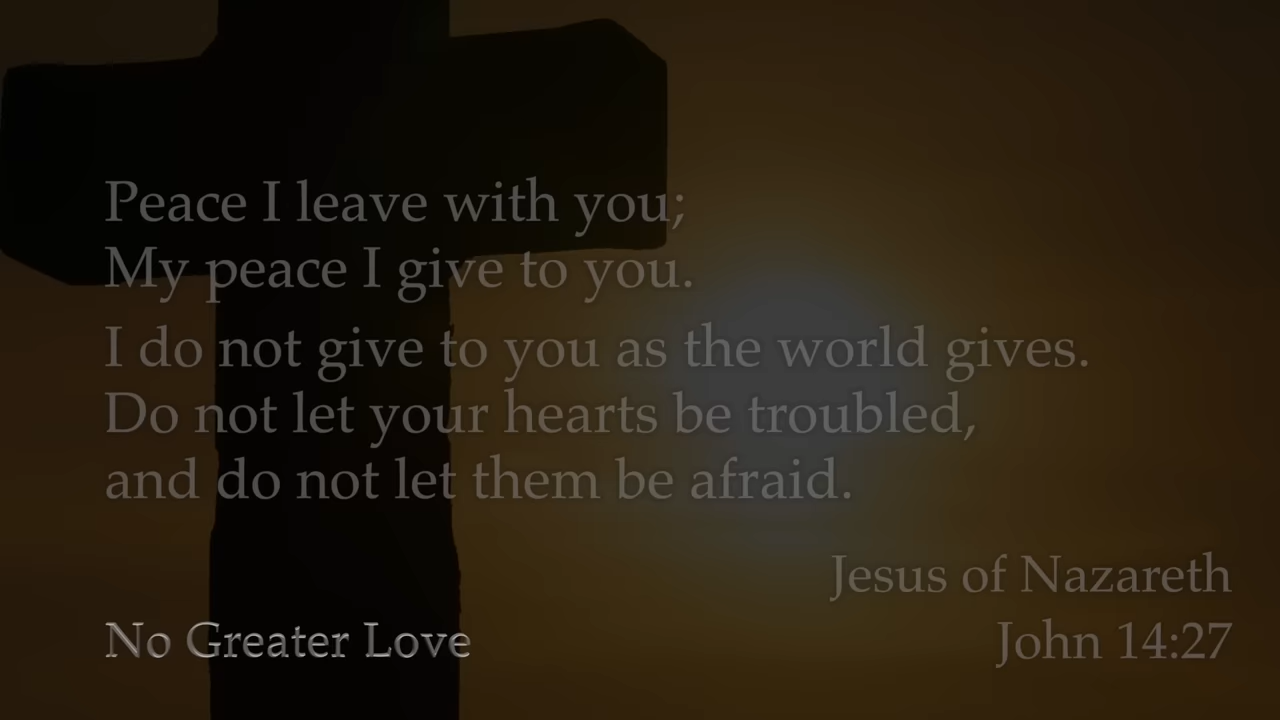 Peace I leave with you;
My peace I give to you.
I do not give to you as the world gives.
Do not let your hearts be troubled,
and do not let them be afraid.
Jesus of Nazareth
No Greater Love
John 14:27